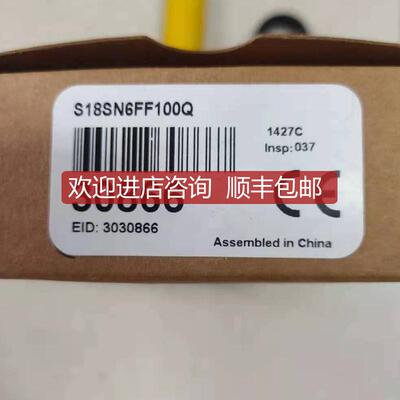 S18SN6FF100Q
1427C
Insp: 037
欢迎进店咨询 顺丰包邮
CE
EID: 3030866
Assembled in China